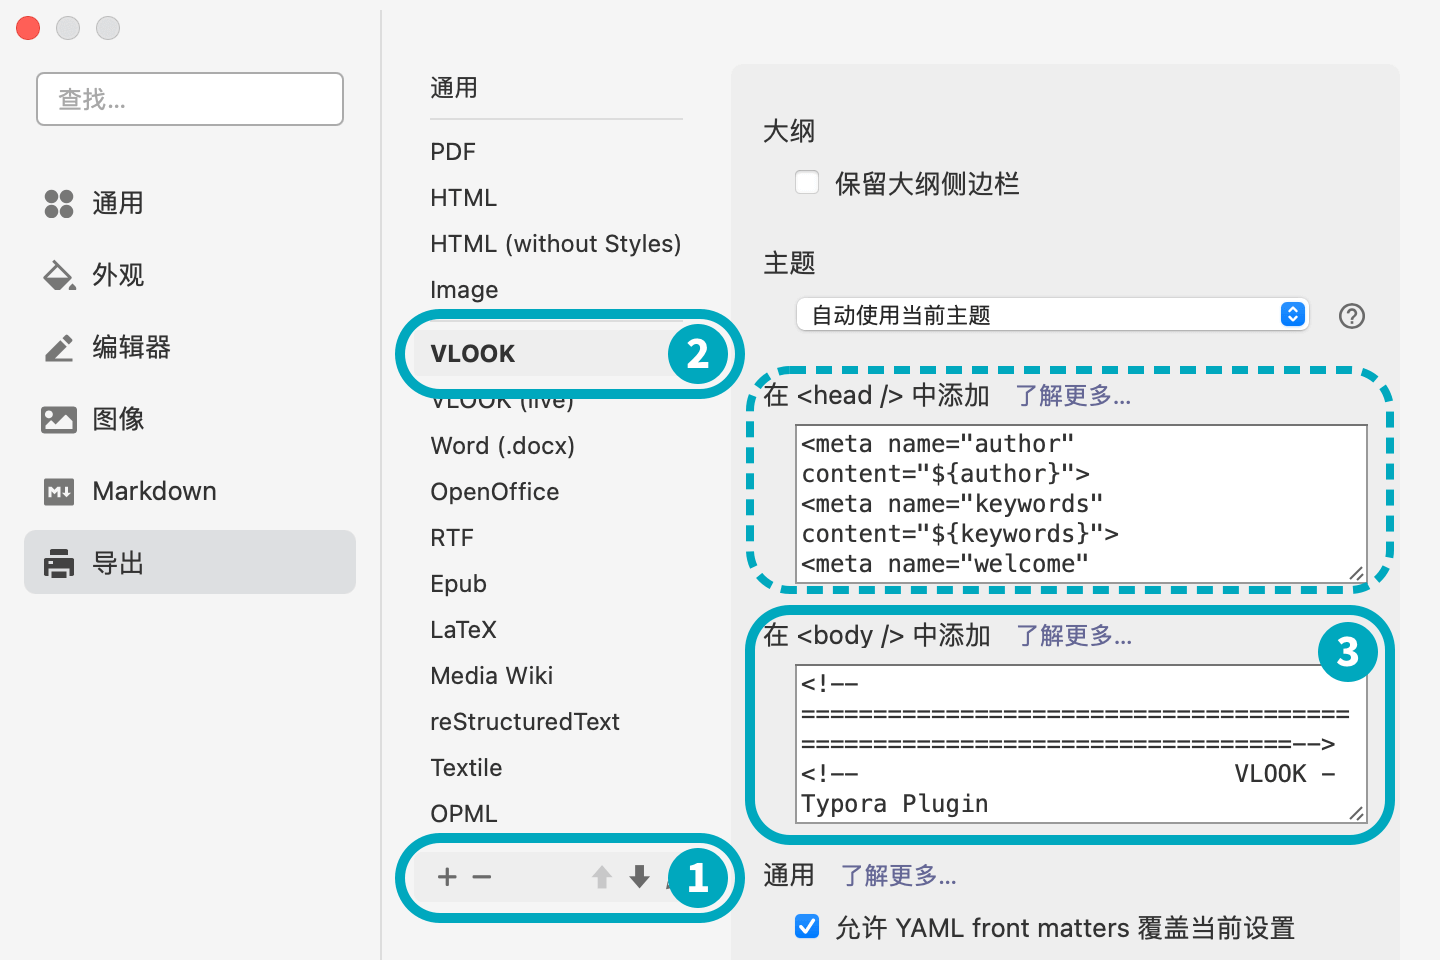 查找...
通用
外观
编辑器
图像
Markdown
导出
通用
PDF
HTML
HTML (without Styles)
Image
VLOOK
2
VLOOK (live)
Word (.docx)
OpenOffice
RTF
Epub
LaTeX
Media Wiki
reStructuredText
Textile
OPML
1
大纲
保留大纲侧边栏
主题
自动使用当前主题
在 <head /> 中添加 了解更多...
<meta name="author"
content="${author}">
<meta name="keywords"
content="${keywords}">
<meta name="welcome"
在 <body /> 中添加 了解更多...
3
<!--
======================================
==================================-->
<!-- VLOOK -
Typora Plugin
通用 了解更多...
允许 YAML front matters 覆盖当前设置